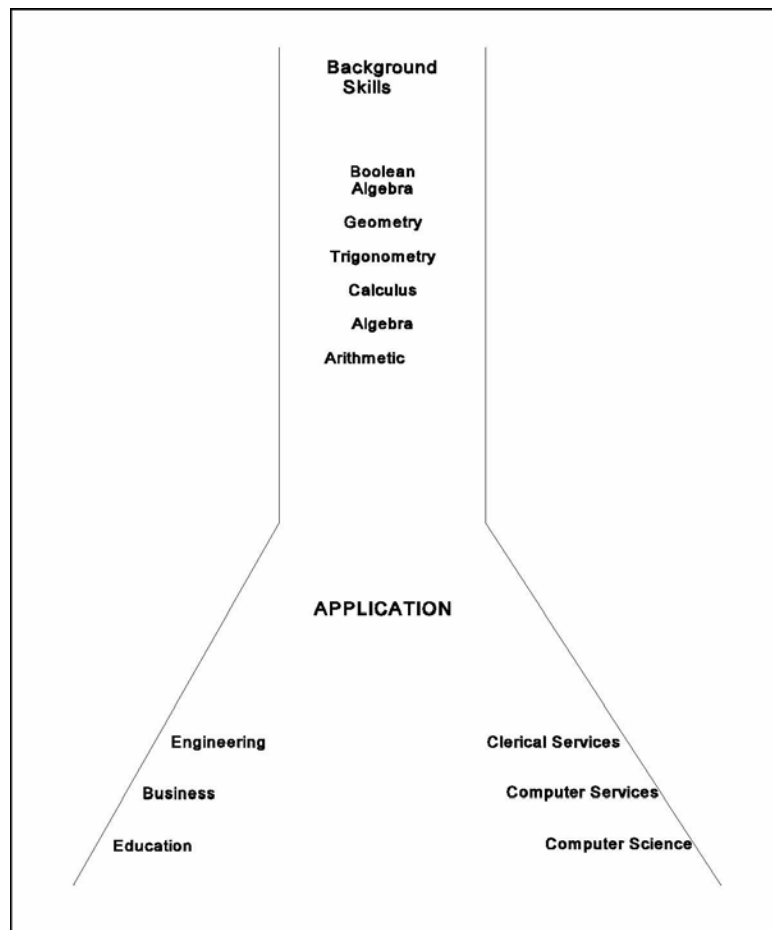 Background
Skills
Boolean
Algebra
Geometry
Trigonometry
Calculus
Algebra
Arithmetic
APPLICATION
Engineering
Clerical Services
Business
Computer Services
Education
Computer Science